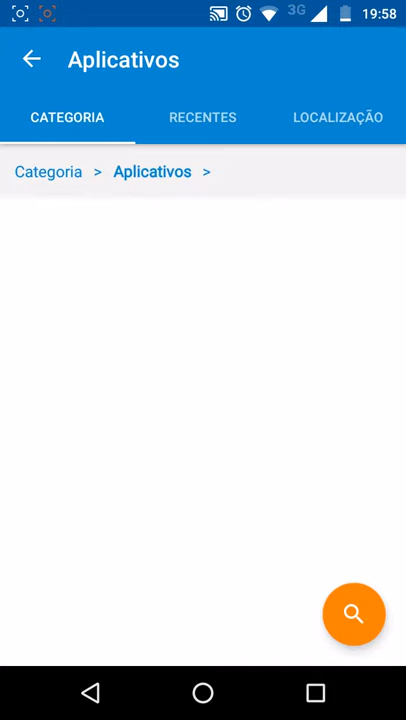 3G 19:58
Aplicativos
CATEGORIA RECENTES LOCALIZAÇÃO
Categoria > Aplicativos >